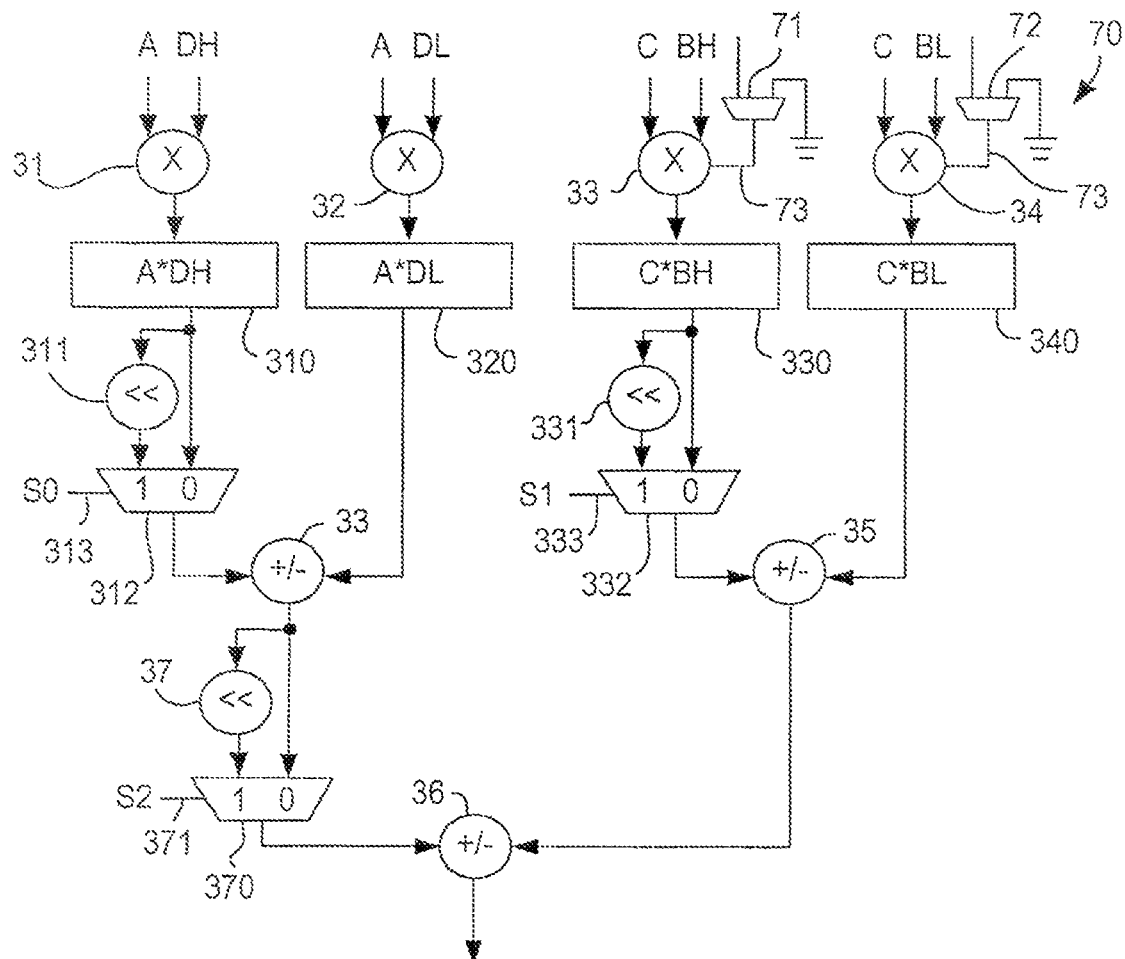 A DH A DL C BH 71 C BL 72 70
31 X 32 X 33 X 73 X 34 73
A*DH A*DL C*BH C*BL
311 << 310 320 331 << 330 340
S0 1 0 S1 1 0
313 312 33 +/- 333 332 35 +/-
37 <<
S2 1 0 36
371 370 +/-